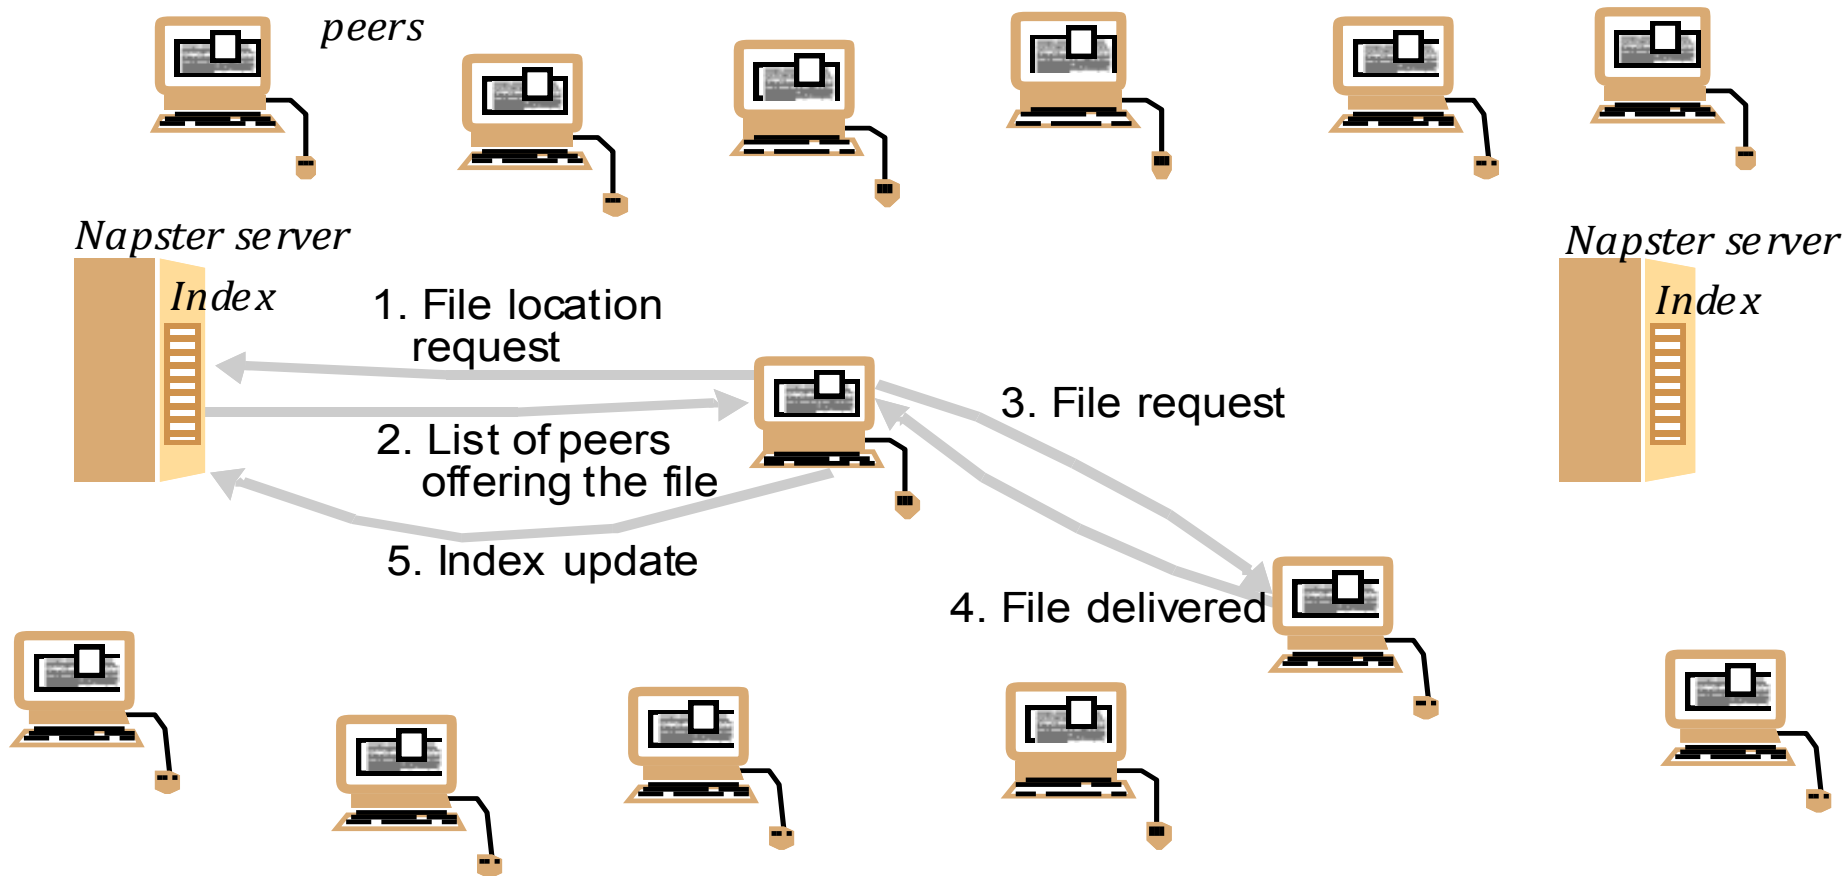 peers
Napster server
Index
Napster server
Index
1. File location
request
2. List of peers
offering the file
3. File request
4. File delivered
5. Index update